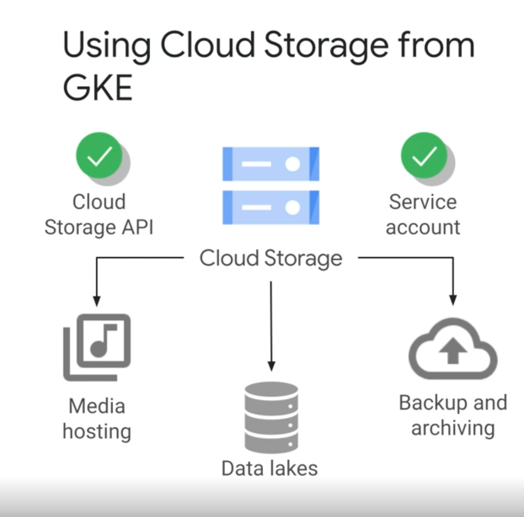 Using Cloud Storage from
GKE
Cloud
Storage API
Service
account
Cloud Storage
Media
hosting
Data lakes
Backup and
archiving